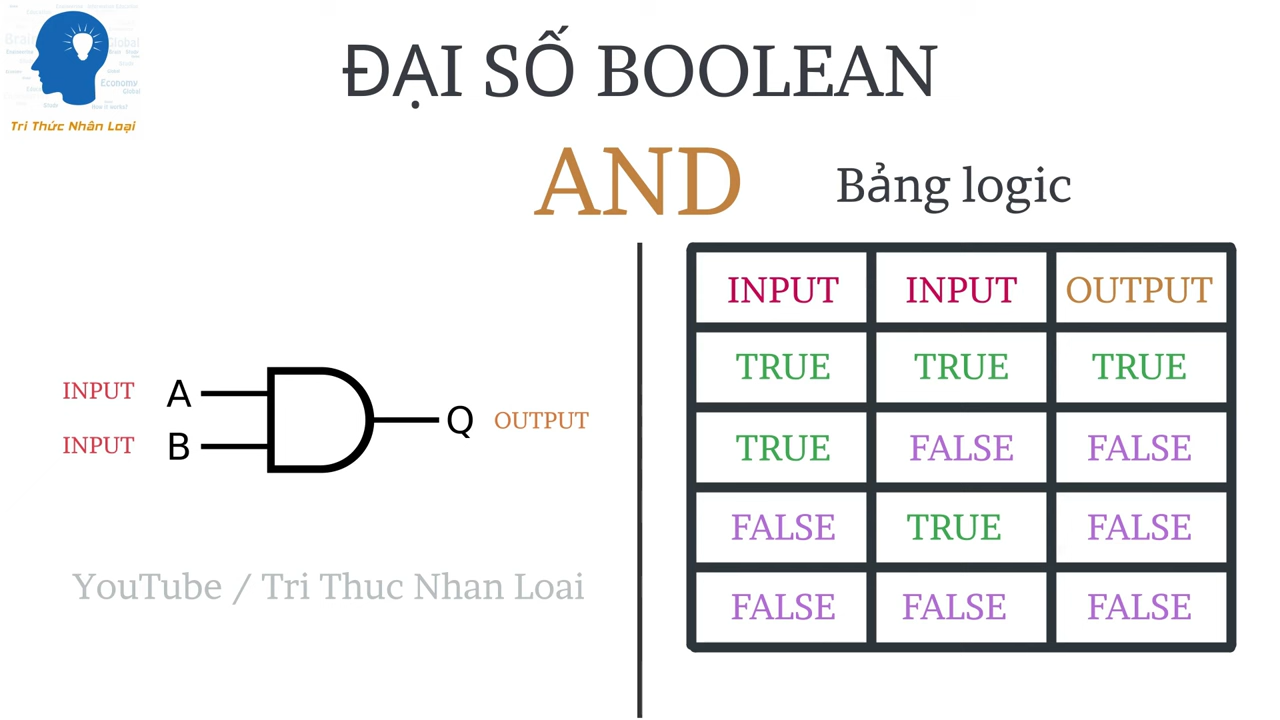 Tri Thức Nhân Loại
ĐẠI SỐ BOOLEAN
AND
Bảng logic
INPUT A
INPUT B
Q OUTPUT
YouTube / Tri Thuc Nhan Loai
INPUT INPUT OUTPUT
TRUE TRUE TRUE
TRUE FALSE FALSE
FALSE TRUE FALSE
FALSE FALSE FALSE